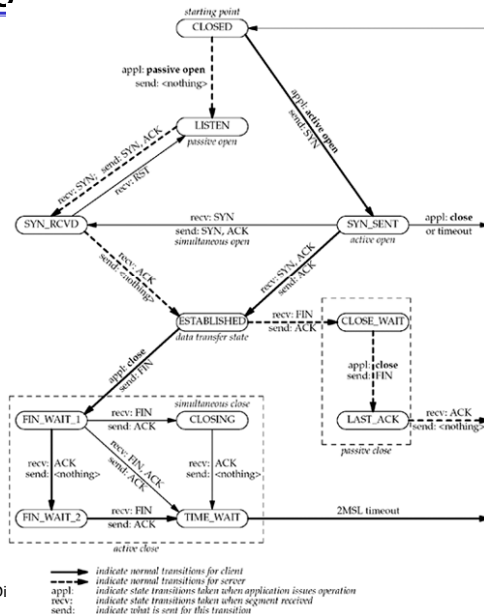 starting point
CLOSED
appl: passive open
send: <nothing>
appl: active open
send: SYN
LISTEN
passive open
recv: SYN; send: SYN, ACK
recv: RST
SYN_RCVD
recv: SYN
send: SYN, ACK
simultaneous open
SYN_SENT
active open
appl: close
or timeout
recv: ACK
send: <nothing>
recv: SYN, ACK
send: ACK
ESTABLISHED
data transfer state
recv: FIN
send: ACK
CLOSE_WAIT
appl: close
send: FIN
LAST_ACK
recv: ACK
send: <nothing>
passive close
appl: close
send: FIN
simultaneous close
FIN_WAIT_1
recv: FIN
send: ACK
CLOSING
recv: ACK
send: <nothing>
recv: FIN, ACK
send: ACK
recv: ACK
send: <nothing>
FIN_WAIT_2
recv: FIN
send: ACK
TIME_WAIT
2MSL timeout
active close
indicate normal transitions for client
indicate normal transitions for server
appl: indicate state transitions taken when application issues operation
recv: indicate state transitions taken when segment received
send: indicate what is sent for this transition